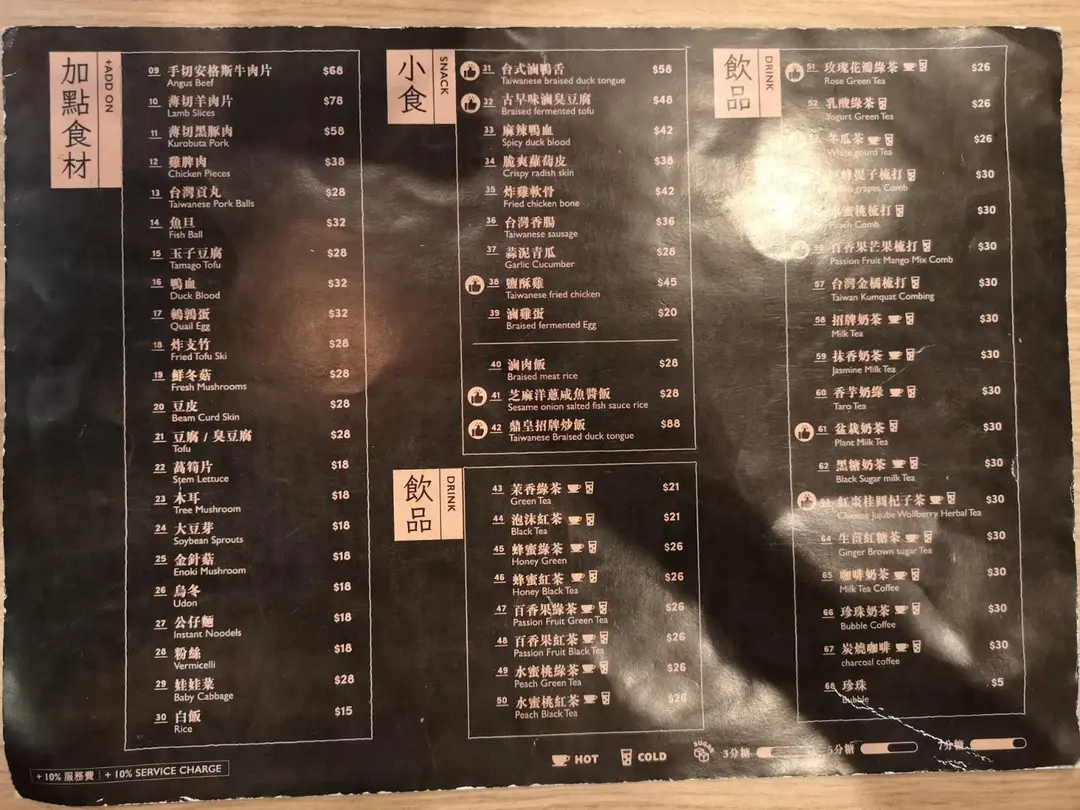 加點食材
+ADD ON
09 手切安格斯牛肉片 $68
Angus Beef
10 薄切羊肉片 $78
Lamb Slices
11 薄切黑豚肉 $58
Kurobuta Pork
12 雞脾肉 $38
Chicken Pieces
13 台灣貢丸 $28
Taiwanese Pork Balls
14 魚旦 $32
Fish Ball
15 玉子豆腐 $28
Tamago Tofu
16 鴨血 $32
Duck Blood
17 鵪鶉蛋 $32
Quail Egg
18 炸支竹 $28
Fried Tofu Ski
19 鮮冬菇 $28
Fresh Mushrooms
20 豆皮 $28
Beam Curd Skin
21 豆腐 / 臭豆腐 $28
Tofu
22 萵筍片 $18
Stem Lettuce
23 木耳 $18
Tree Mushroom
24 大豆芽 $18
Soybean Sprouts
25 金針菇 $18
Enoki Mushroom
26 烏冬 $18
Udon
27 公仔麵 $18
Instant Noodels
28 粉絲 $18
Vermicelli
29 娃娃菜 $28
Baby Cabbage
30 白飯 $15
Rice
+ 10% 服務費 + 10% SERVICE CHARGE
小食
SNACK
31 台式滷鴨舌 $58
Taiwanese braised duck tongue
32 古早味滷臭豆腐 $48
Braised fermented tofu
33 麻辣鴨血 $42
Spicy duck blood
34 脆爽蘿蔔皮 $38
Crispy radish skin
35 炸雞軟骨 $42
Fried chicken bone
36 台灣香腸 $36
Taiwanese sausage
37 蒜泥青瓜 $28
Garlic Cucumber
38 鹽酥雞 $45
Taiwanese fried chicken
39 滷雞蛋 $20
Braised fermented Egg
40 滷肉飯 $28
Braised meat rice
41 芝麻洋蔥咸魚醬飯 $28
Sesame onion salted fish sauce rice
42 鼎皇招牌炒飯 $88
Taiwanese Braised duck tongue
飲品
DRINK
43 茉香綠茶 $21
Green Tea
44 泡沫紅茶 $21
Black Tea
45 蜂蜜綠茶 $26
Honey Green
46 蜂蜜紅茶 $26
Honey Black Tea
47 百香果綠茶 $26
Passion Fruit Green Tea
48 百香果紅茶 $26
Passion Fruit Black Tea
49 水蜜桃綠茶 $26
Peach Green Tea
50 水蜜桃紅茶 $26
Peach Black Tea
飲品
DRINK
51 玫瑰花瓣綠茶 $26
Rose Green Tea
52 乳酸綠茶 $26
Yogurt Green Tea
冬瓜茶 $26
White gourd Tea
提子梳打 $30
grapes Comb
水蜜桃梳打 $30
Peach Comb
56 百香果芒果梳打 $30
Passion Fruit Mango Mix Comb
57 台灣金橘梳打 $30
Taiwan Kumquat Combing
58 招牌奶茶 $30
Milk Tea
59 抹香奶茶 $30
Jasmine Milk Tea
60 香芋奶綠 $30
Taro Tea
61 盆栽奶茶 $30
Plant Milk Tea
62 黑糖奶茶 $30
Black Sugar milk Tea
63 紅棗桂圓杞子茶 $30
Chinese Jujube Wolfberry Herbal Tea
64 生薑紅糖茶 $30
Ginger Brown sugar Tea
65 咖啡奶茶 $30
Milk Tea Coffee
66 珍珠奶茶 $30
Bubble Coffee
67 炭燒咖啡 $30
charcoal coffee
68 珍珠 $5
Bubble
HOT COLD SUGAR 3分糖 5分糖 7分糖